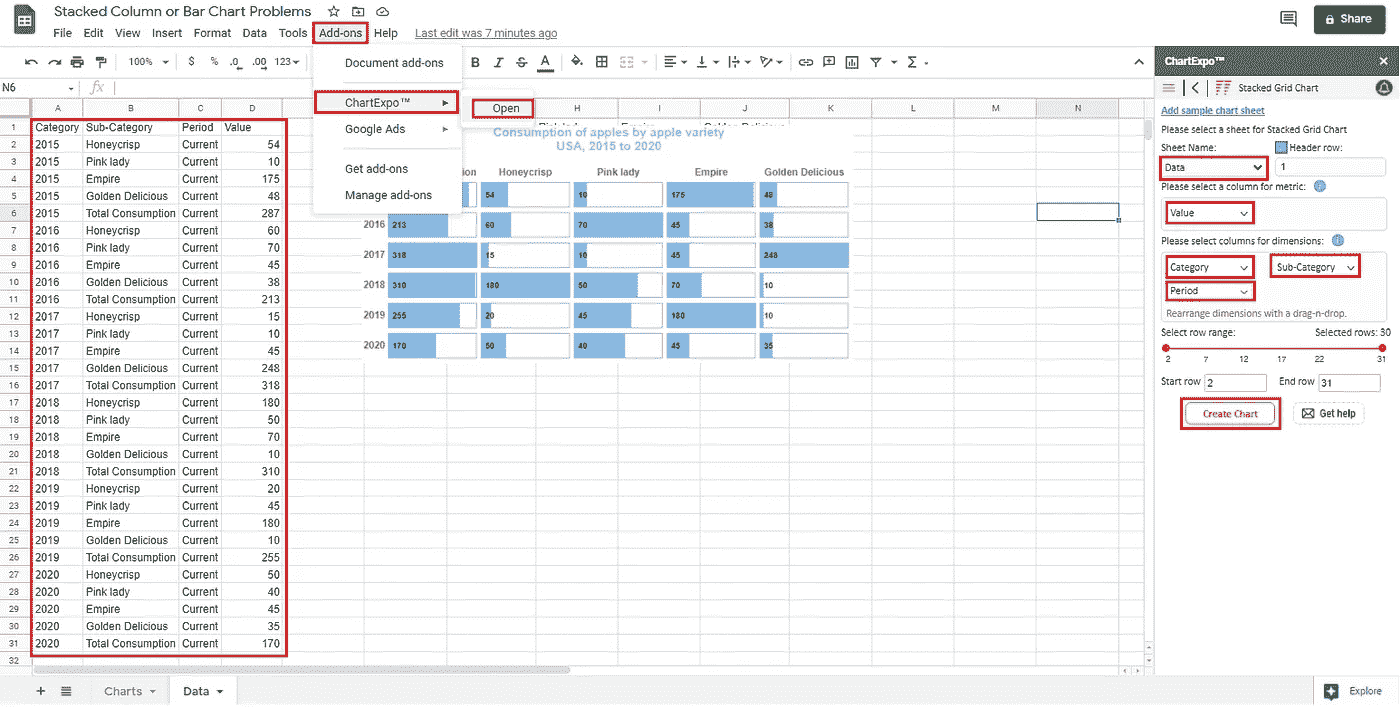 Stacked Column or Bar Chart Problems
File Edit View Insert Format Data Tools Add-ons Help Last edit was 7 minutes ago
Share
100% $ % .0 .00 123 B I S A Σ
Document add-ons
ChartExpo™ ► Open
Google Ads ►
Get add-ons
Manage add-ons
N6 fx
A B C D H I J K L M N
1 Category Sub-Category Period Value
2 2015 Honeycrisp Current 54
3 2015 Pink lady Current 10
4 2015 Empire Current 175
5 2015 Golden Delicious Current 48
6 2015 Total Consumption Current 287
7 2016 Honeycrisp Current 60
8 2016 Pink lady Current 70
9 2016 Empire Current 45
10 2016 Golden Delicious Current 38
11 2016 Total Consumption Current 213
12 2017 Honeycrisp Current 15
13 2017 Pink lady Current 10
14 2017 Empire Current 45
15 2017 Golden Delicious Current 248
16 2017 Total Consumption Current 318
17 2018 Honeycrisp Current 180
18 2018 Pink lady Current 50
19 2018 Empire Current 70
20 2018 Golden Delicious Current 10
21 2018 Total Consumption Current 310
22 2019 Honeycrisp Current 20
23 2019 Pink lady Current 45
24 2019 Empire Current 180
25 2019 Golden Delicious Current 10
26 2019 Total Consumption Current 255
27 2020 Honeycrisp Current 50
28 2020 Pink lady Current 40
29 2020 Empire Current 45
30 2020 Golden Delicious Current 35
31 2020 Total Consumption Current 170
32
Consumption of apples by apple variety
USA, 2015 to 2020
ion Honeycrisp Pink lady Empire Golden Delicious
54 10 175 48
2016 213 60 70 45 38
2017 318 15 10 45 248
2018 310 180 50 70 10
2019 255 20 45 180 10
2020 170 50 40 45 35
ChartExpo™
Stacked Grid Chart
Add sample chart sheet
Please select a sheet for Stacked Grid Chart
Sheet Name: Header row:
Data 1
Please select a column for metric:
Value
Please select columns for dimensions:
Category Sub-Category
Period
Rearrange dimensions with a drag-n-drop.
Select row range: Selected rows: 30
2 7 12 17 22 31
Start row 2 End row 31
Create Chart Get help
Charts Data
Explore